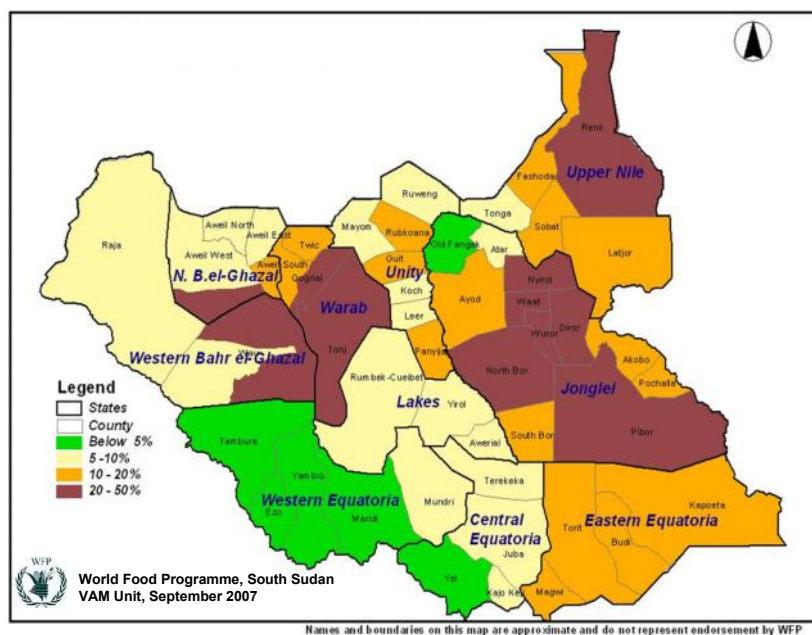 Renk
Upper Nile
Fashoda
Ruweng
Tonga
Sobat
Raja
Aweil North
Aweil East
Mayom
Rubkoana
Old Fangak
Atar
Latjor
Aweil West
Twic
Aweil South
Gogrial
Guit
Unity
N. B.el-Ghazal
Koch
Ayod
Nyirol
Warab
Leer
Waat
Wuror
Diror
Tonj
Panyijar
Akobo
Western Bahr el-Ghazal
Wau
Rumbek -Cueibet
North Bor
Pochalla
Jonglei
Legend
States
County
Below 5%
5 -10%
10 - 20%
20 - 50%
Lakes
Yirol
Awerial
South Bor
Pibor
Tambura
Yambio
Ezo
Western Equatoria
Maridi
Mundri
Terekeka
Central
Equatoria
Juba
Torit
Eastern Equatoria
Kapoeta
Budi
Yei
Kajo Keji
Magwi
WFP
World Food Programme, South Sudan
VAM Unit, September 2007
Names and boundaries on this map are approximate and do not represent endorsement by WFP